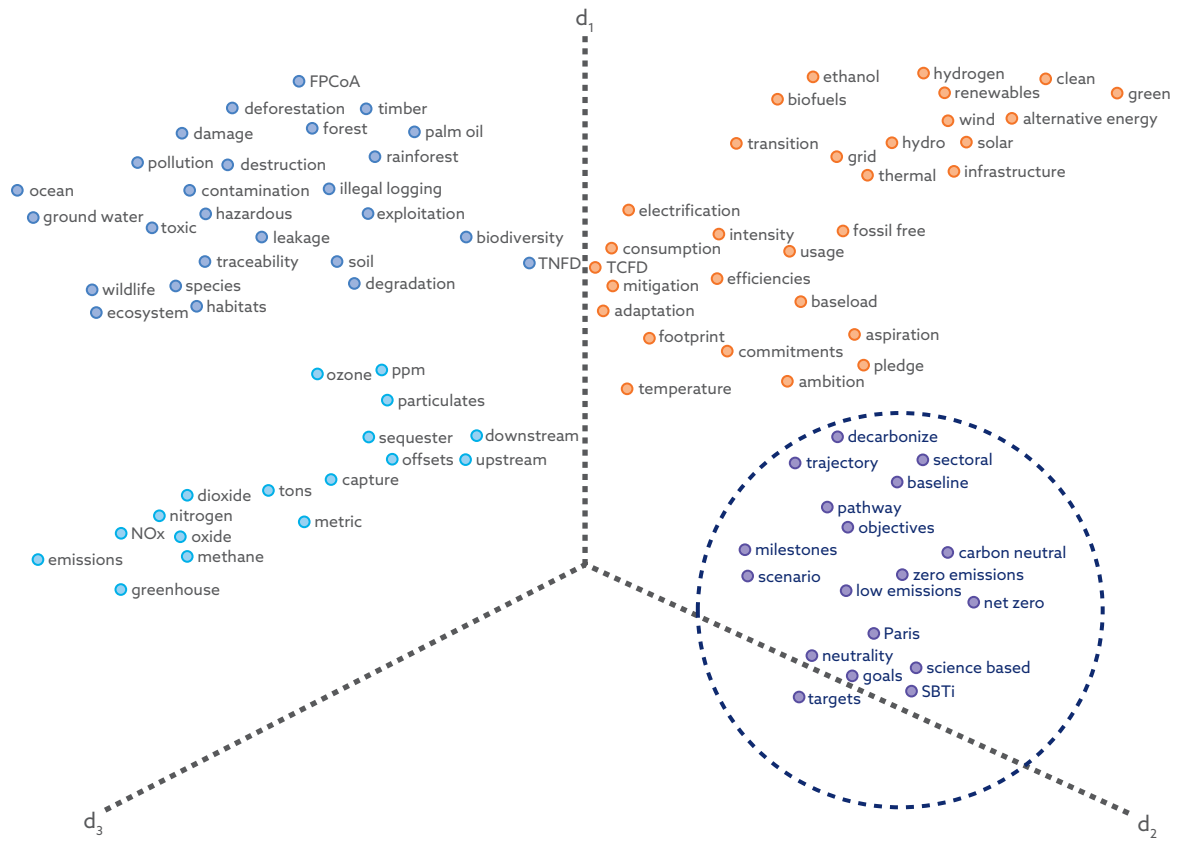 d1
FPCoA
deforestation
timber
damage
forest
palm oil
pollution
destruction
rainforest
ocean
contamination
illegal logging
ground water
hazardous
exploitation
toxic
leakage
biodiversity
traceability
soil
TNFD
wildlife
species
degradation
ecosystem
habitats
ethanol
hydrogen
clean
biofuels
renewables
green
wind
alternative energy
transition
hydro
solar
grid
thermal
infrastructure
electrification
intensity
fossil free
consumption
usage
TCFD
mitigation
efficiencies
adaptation
baseload
footprint
aspiration
commitments
pledge
temperature
ambition
ozone
ppm
particulates
sequester
downstream
offsets
upstream
capture
dioxide
tons
nitrogen
metric
NOx
oxide
emissions
methane
greenhouse
decarbonize
trajectory
sectoral
baseline
pathway
objectives
milestones
carbon neutral
scenario
zero emissions
low emissions
net zero
Paris
neutrality
science based
goals
targets
SBTi
d3
d2